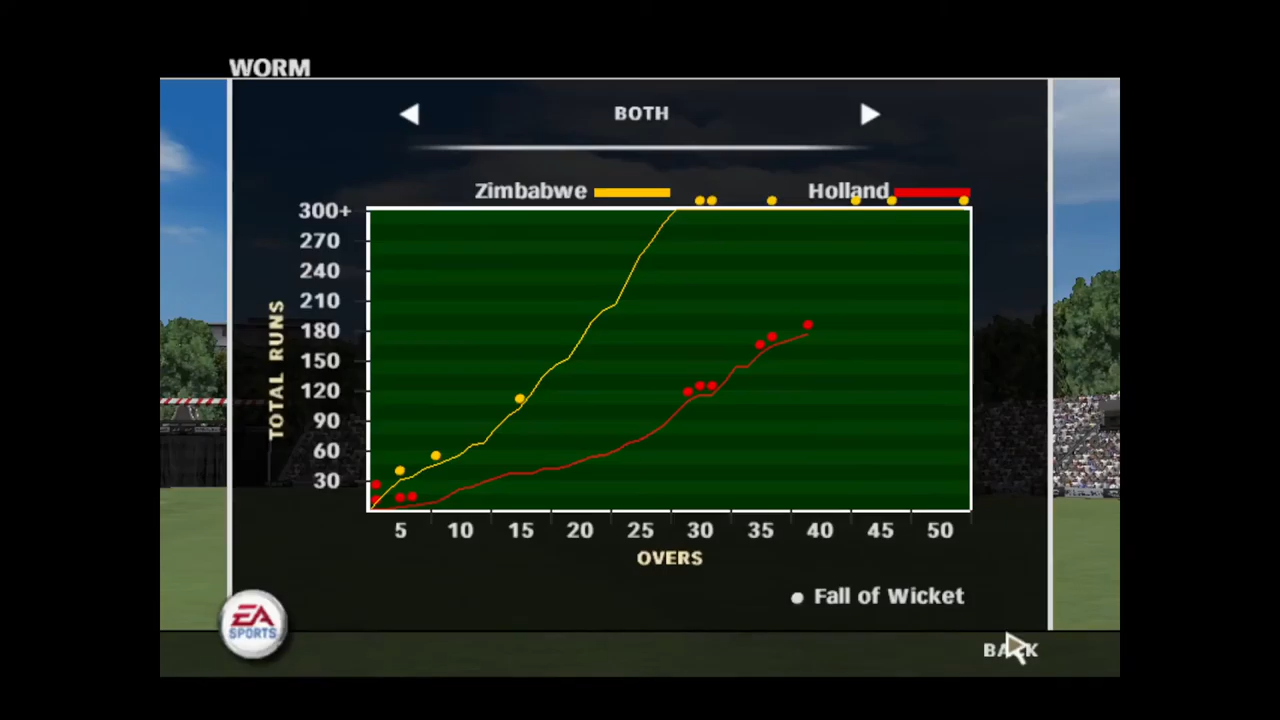 WORM
BOTH
Zimbabwe
Holland
300+
270
240
210
180
150
120
90
60
30
TOTAL RUNS
5 10 15 20 25 30 35 40 45 50
OVERS
Fall of Wicket
EA
SPORTS
BACK